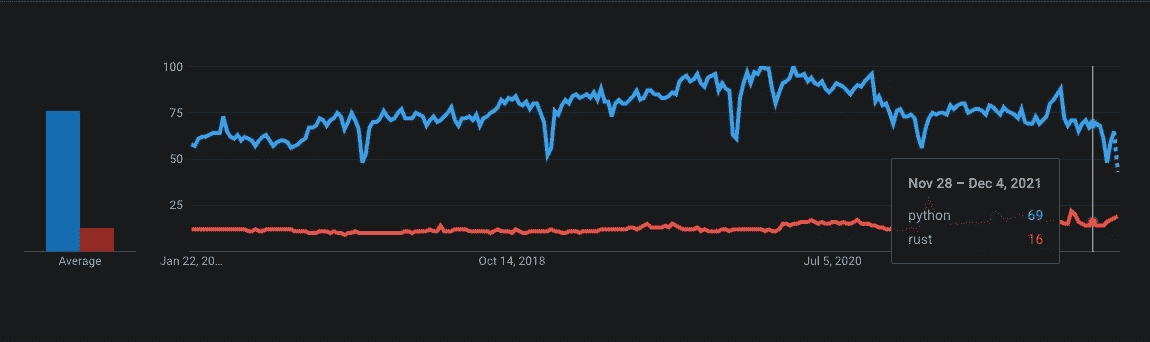 100
75
50
25
Average
Jan 22, 20...
Oct 14, 2018
Jul 5, 2020
Nov 28 – Dec 4, 2021
python 69
rust 16